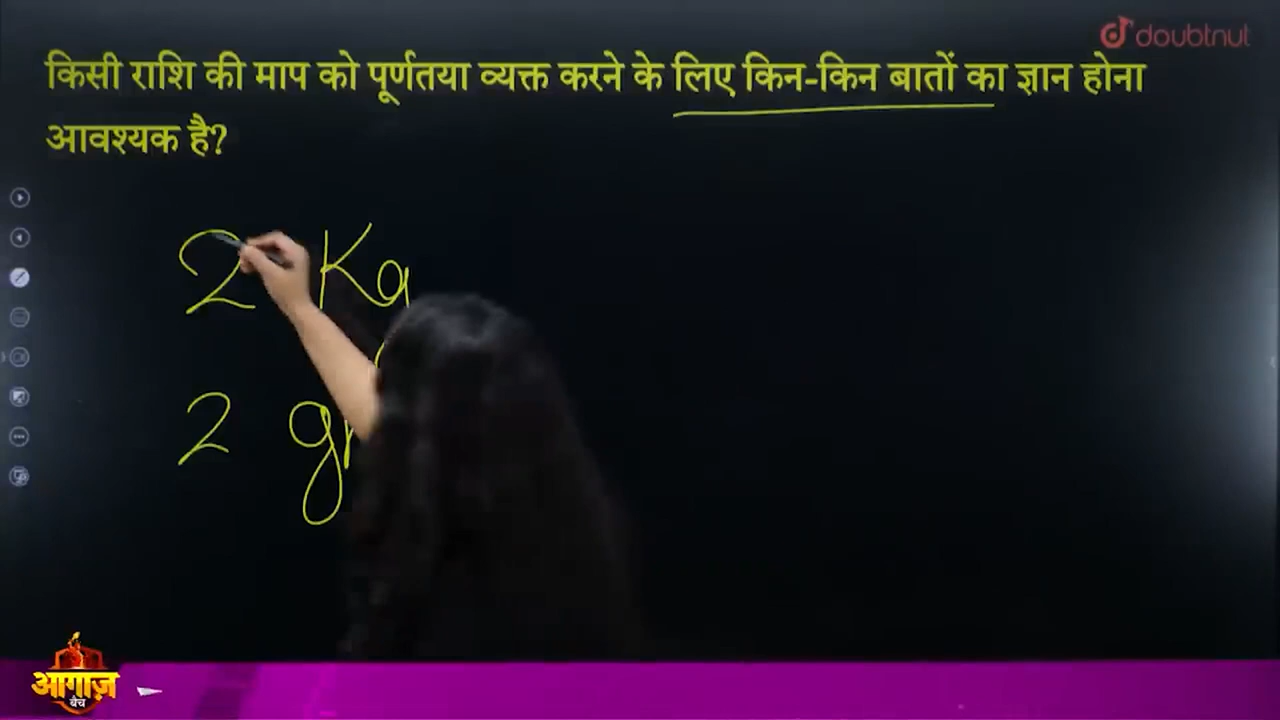 doubtnut
किसी राशि की माप को पूर्णतया व्यक्त करने के लिए किन-किन बातों का ज्ञान होना
आवश्यक है?
2 Kg
2
आगाज़
बैच